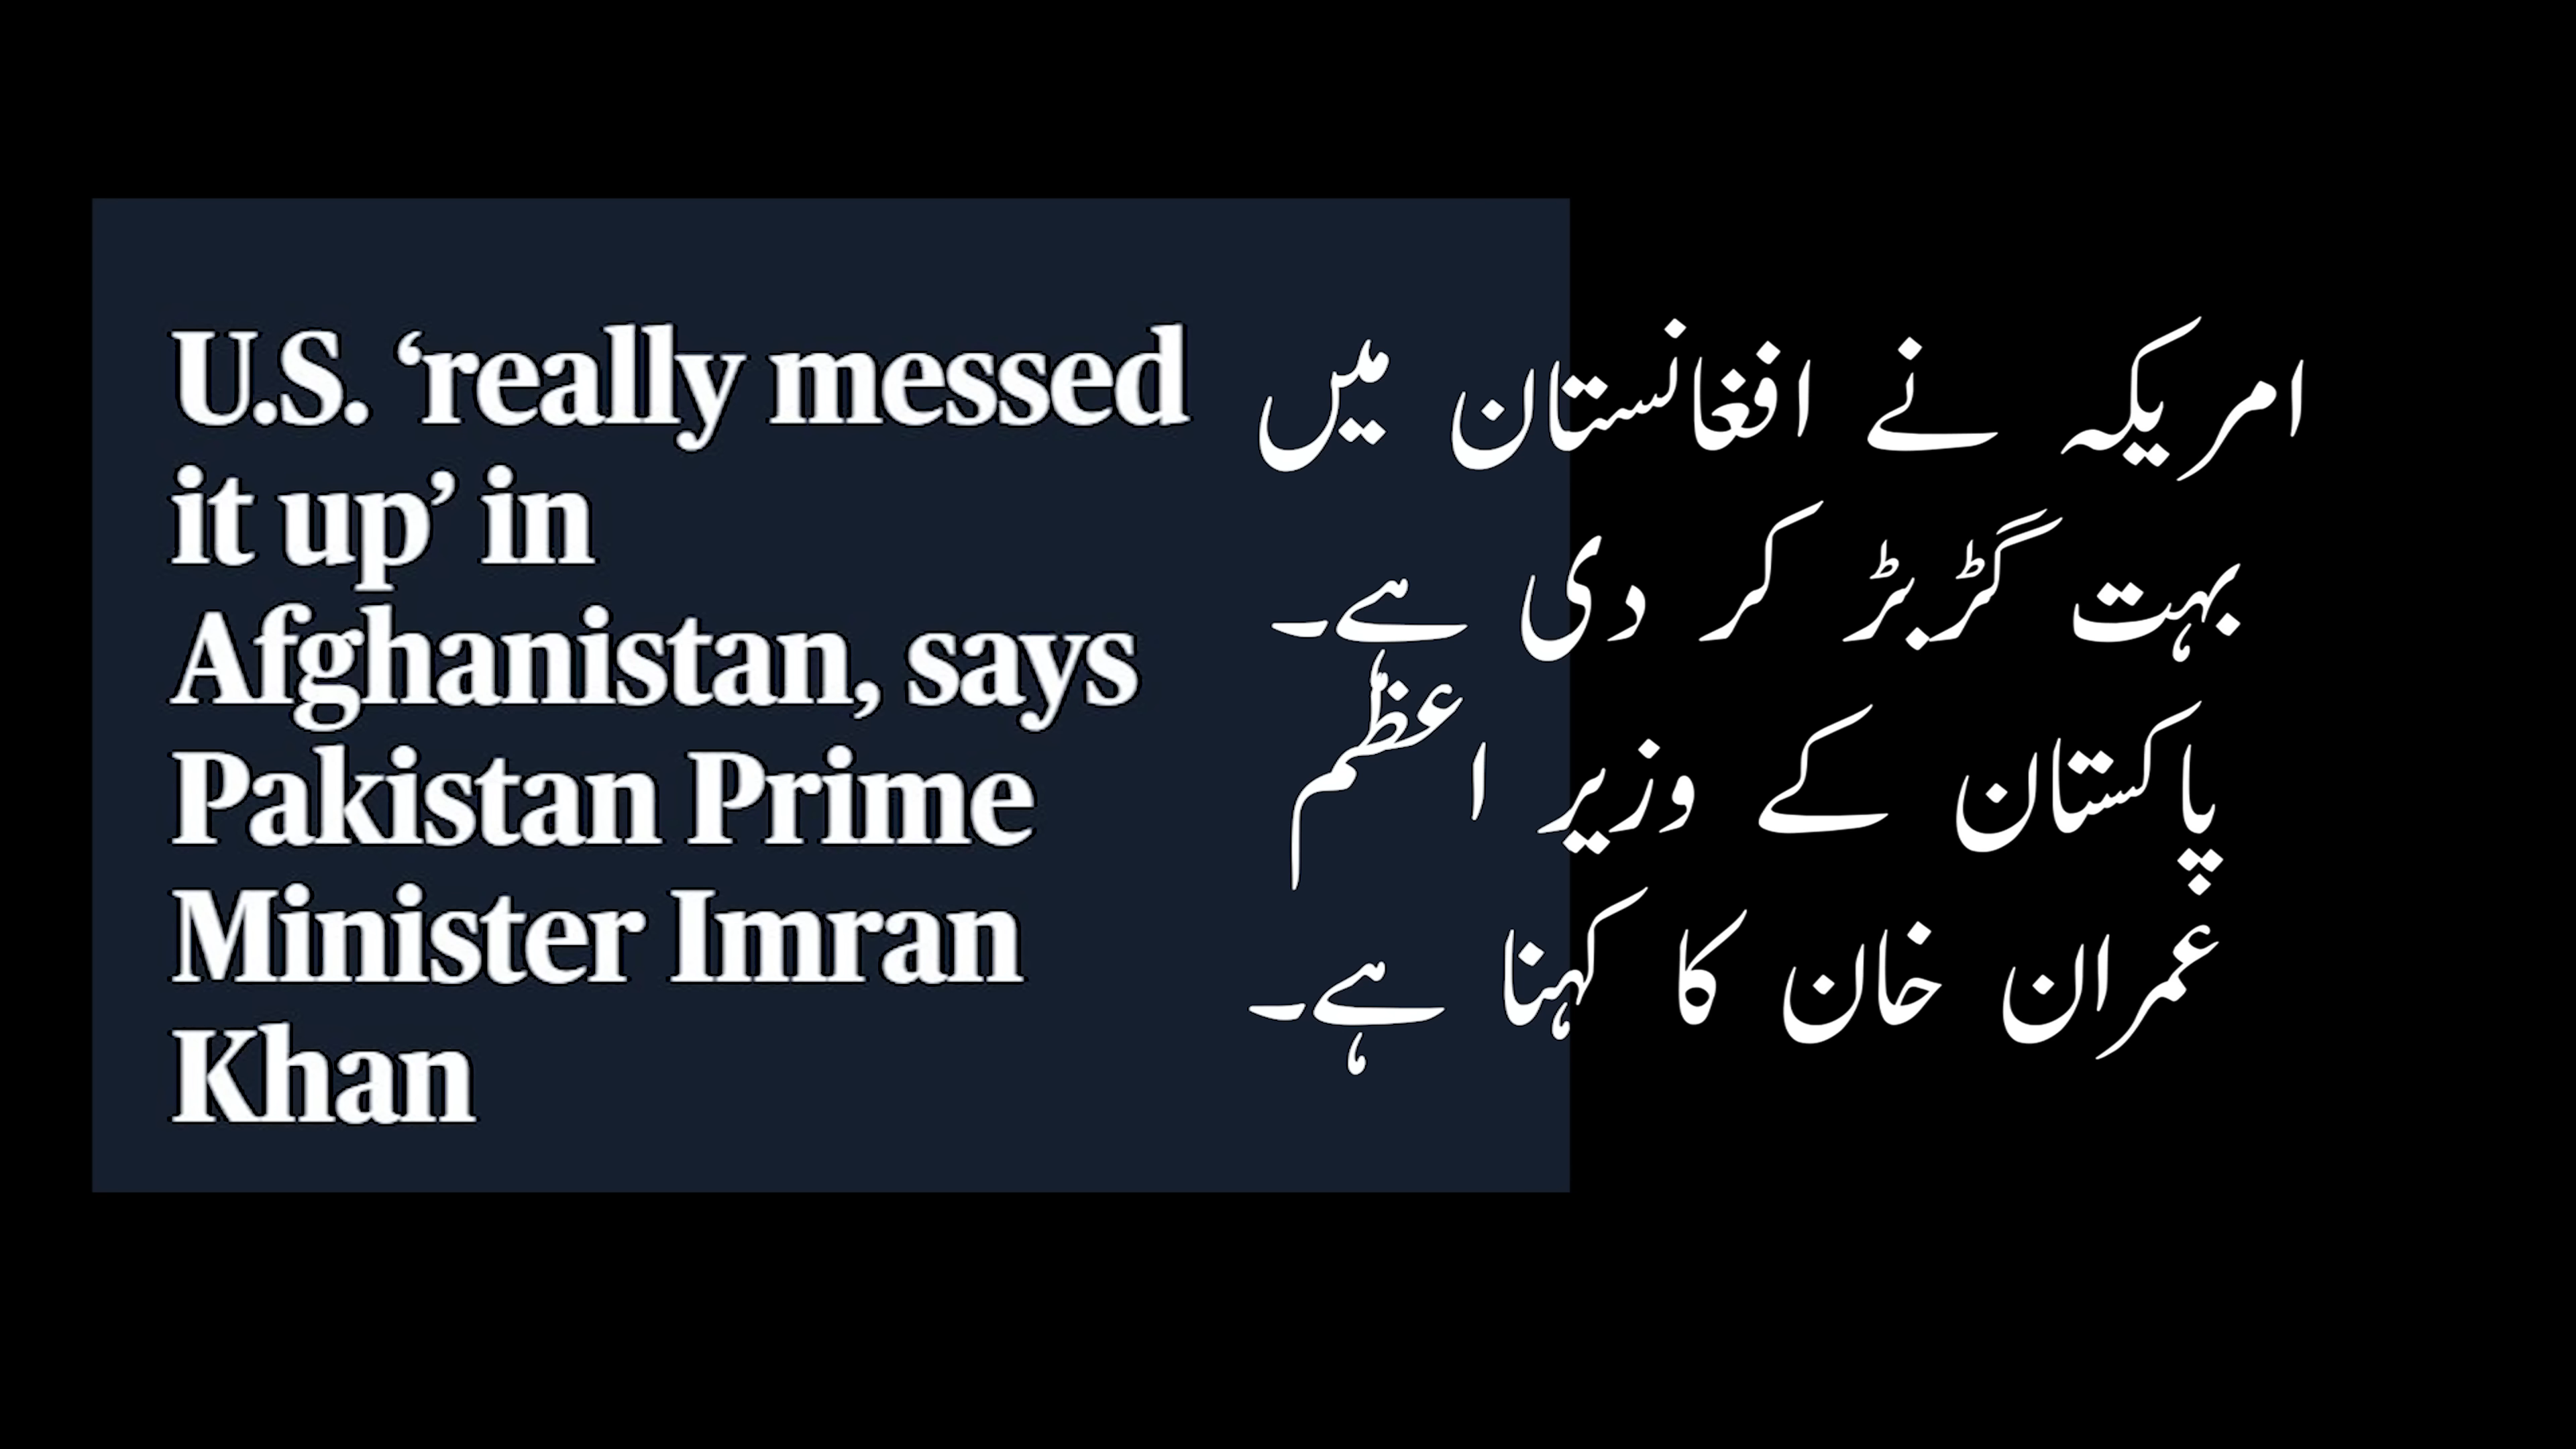 U.S. ‘really messed
it up’ in
Afghanistan, says
Pakistan Prime
Minister Imran
Khan
امریکہ نے افغانستان میں
بہت گڑبڑ کر دی ہے۔
پاکستان کے وزیر اعظم
عمران خان کا کہنا ہے۔